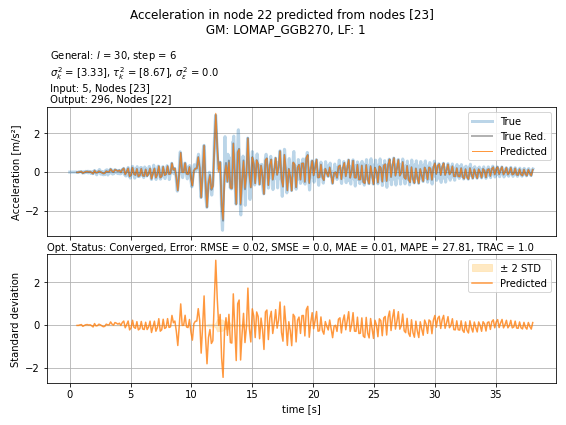 Acceleration in node 22 predicted from nodes [23]
GM: LOMAP_GGB270, LF: 1
General: l = 30, step = 6
σ²ₖ = [3.33], τ²ₖ = [8.67], σ²ₑ = 0.0
Input: 5, Nodes [23]
Output: 296, Nodes [22]
Acceleration [m/s²]
2
0
−2
True
True Red.
Predicted
Opt. Status: Converged, Error: RMSE = 0.02, SMSE = 0.0, MAE = 0.01, MAPE = 27.81, TRAC = 1.0
Standard deviation
2
0
−2
± 2 STD
Predicted
0 5 10 15 20 25 30 35
time [s]